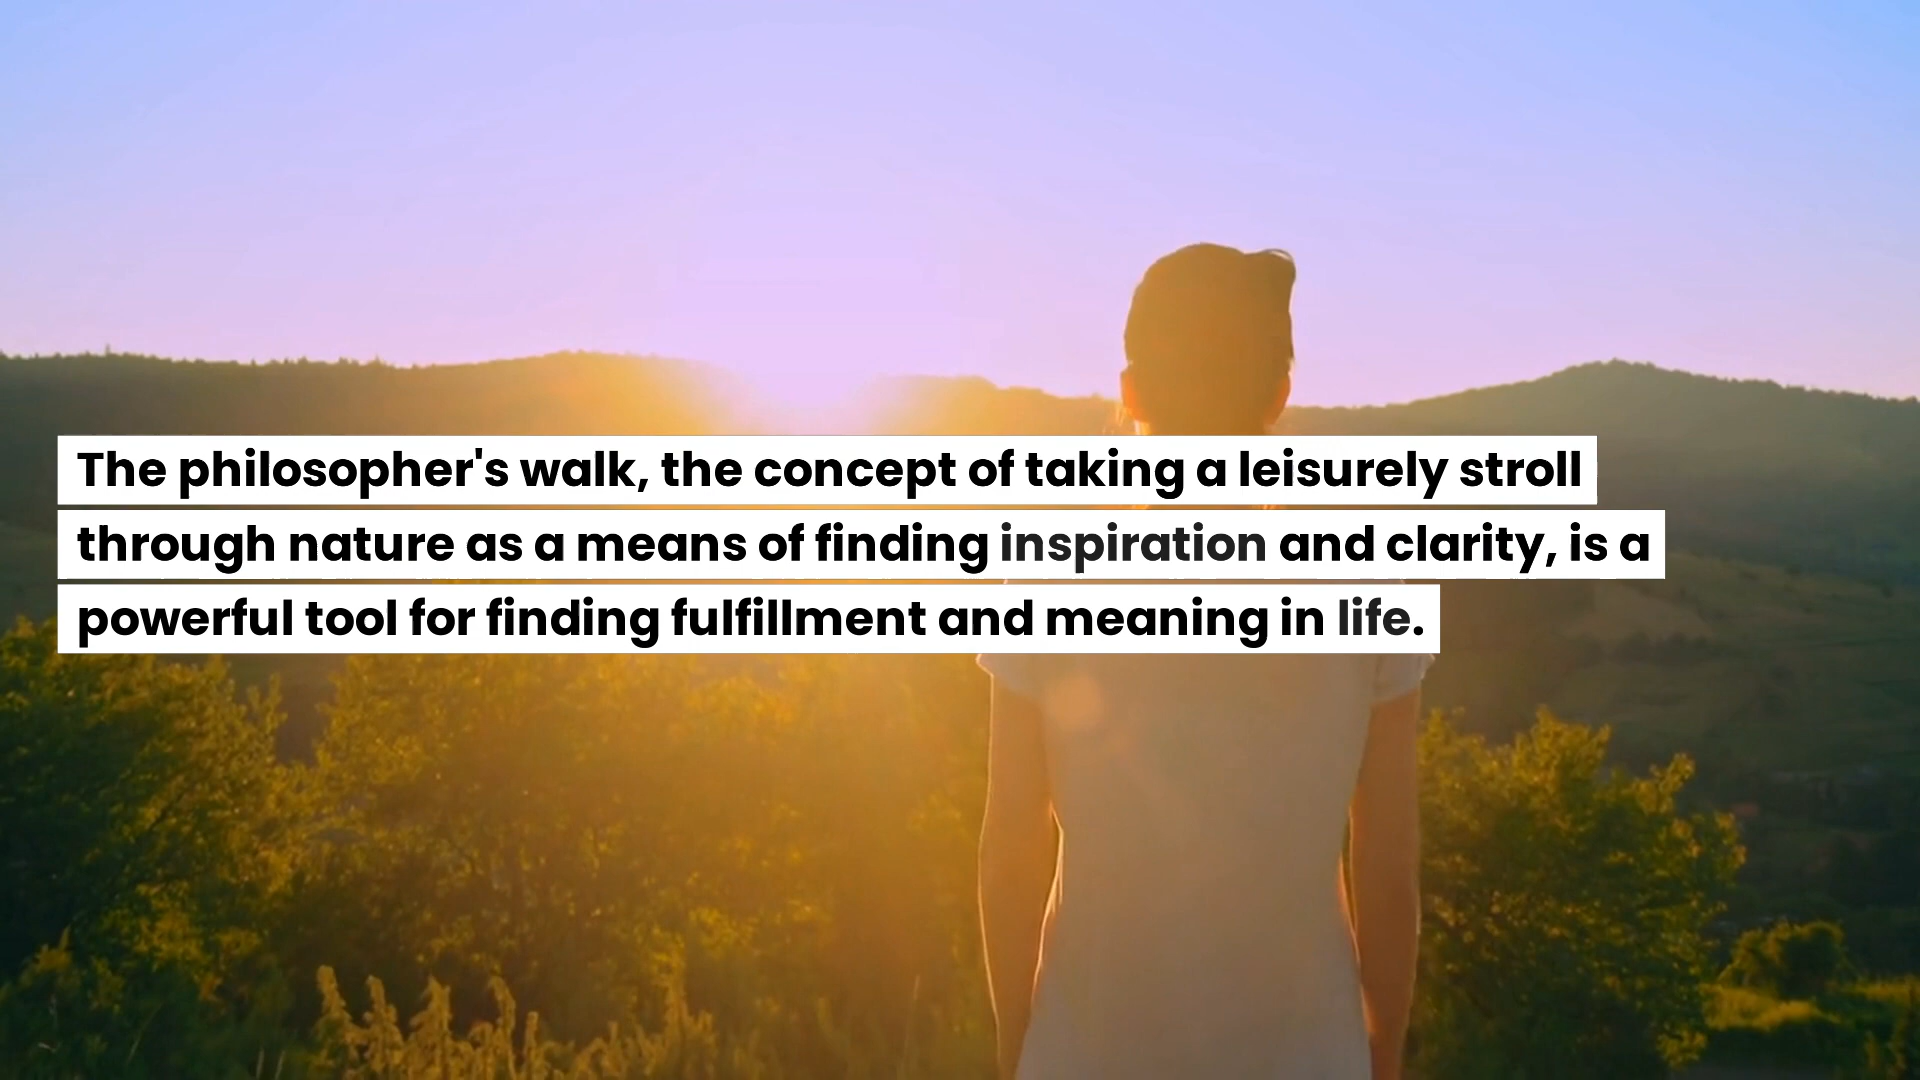 The philosopher's walk, the concept of taking a leisurely stroll
through nature as a means of finding inspiration and clarity, is a
powerful tool for finding fulfillment and meaning in life.